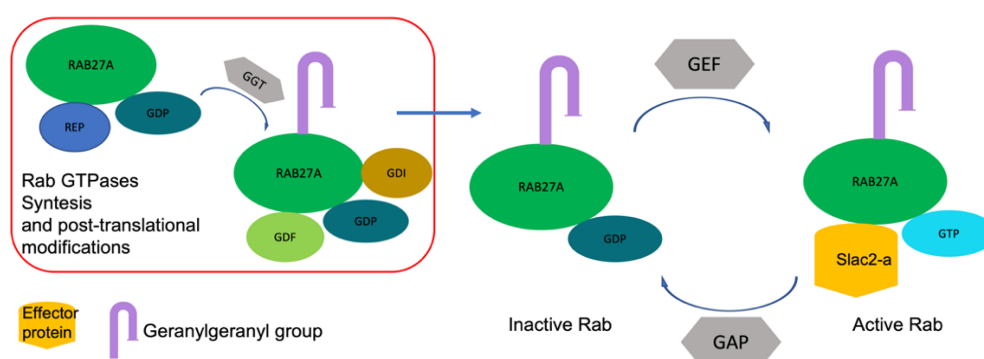 RAB27A
REP
GDP
GGT
RAB27A
GDI
GDP
GDF
Rab GTPases
Syntesis
and post-translational
modifications
RAB27A
GDP
Inactive Rab
GEF
GAP
RAB27A
GTP
Slac2-a
Active Rab
Effector
protein
Geranylgeranyl group